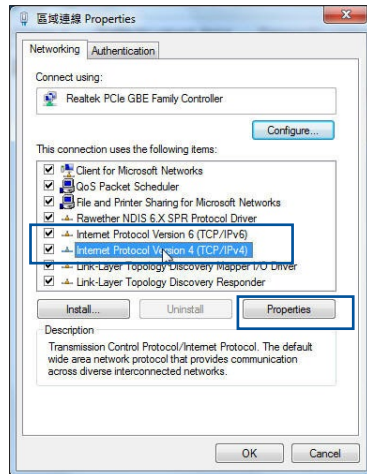 區域連線 Properties
Networking
Authentication
Connect using:
Realtek PCIe GBE Family Controller
Configure...
This connection uses the following items:
Client for Microsoft Networks
QoS Packet Scheduler
File and Printer Sharing for Microsoft Networks
Rawether NDIS 6.X SPR Protocol Driver
Internet Protocol Version 6 (TCP/IPv6)
Internet Protocol Version 4 (TCP/IPv4)
Link-Layer Topology Discovery Mapper I/O Driver
Link-Layer Topology Discovery Responder
Install...
Uninstall
Properties
Description
Transmission Control Protocol/Internet Protocol. The default
wide area network protocol that provides communication
across diverse interconnected networks.
OK
Cancel